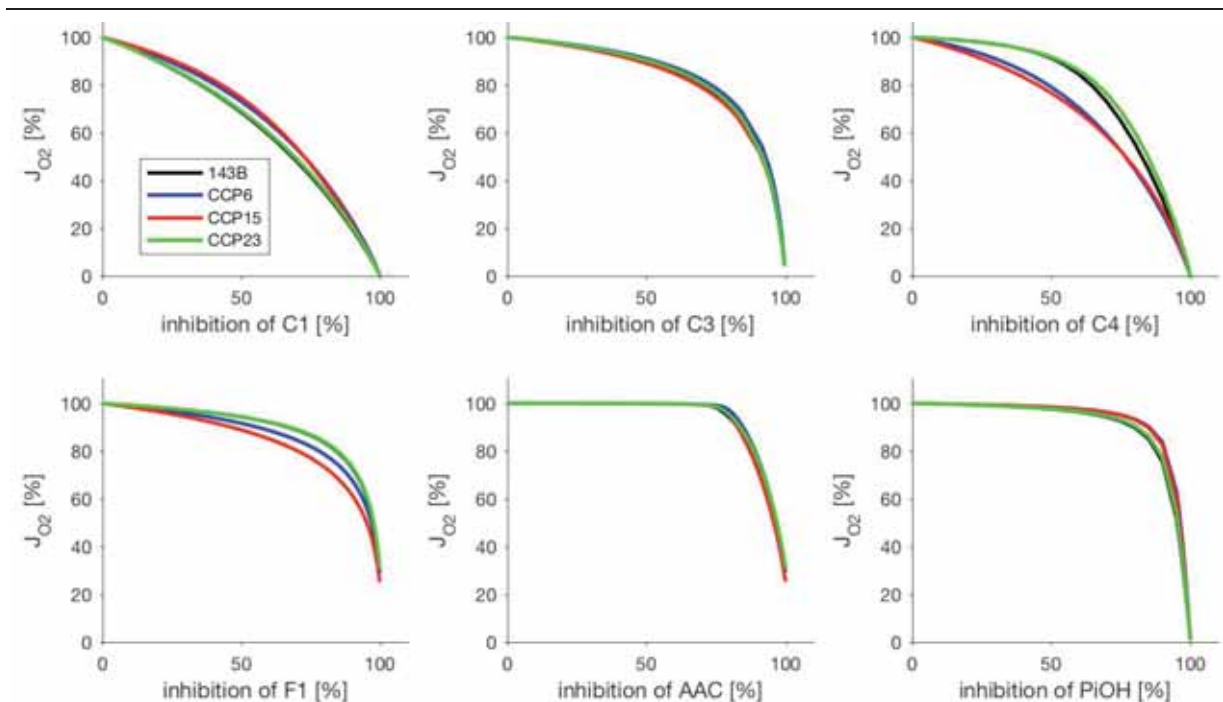 100
80
60
40
20
0
J_O2 [%]
143B
CCP6
CCP15
CCP23
0 50 100
inhibition of C1 [%]
100
80
60
40
20
0
J_O2 [%]
0 50 100
inhibition of C3 [%]
100
80
60
40
20
0
J_O2 [%]
0 50 100
inhibition of C4 [%]
100
80
60
40
20
0
J_O2 [%]
0 50 100
inhibition of F1 [%]
100
80
60
40
20
0
J_O2 [%]
0 50 100
inhibition of AAC [%]
100
80
60
40
20
0
J_O2 [%]
0 50 100
inhibition of PiOH [%]